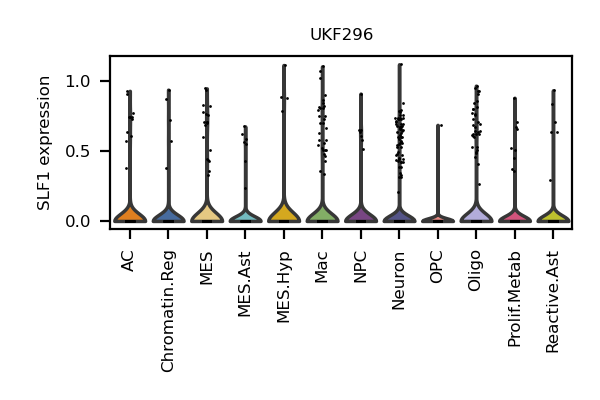 UKF296
SLF1 expression
1.0
0.5
0.0
AC
Chromatin.Reg
MES
MES.Ast
MES.Hyp
Mac
NPC
Neuron
OPC
Oligo
Prolif.Metab
Reactive.Ast